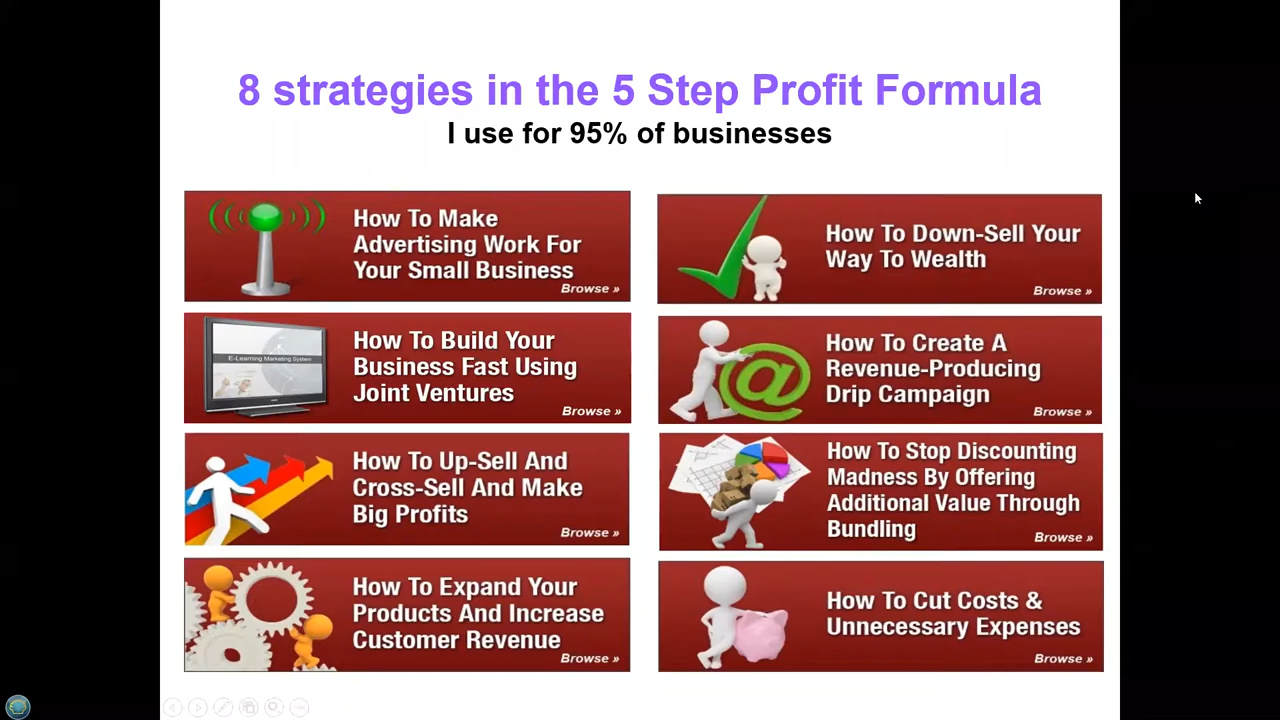 8 strategies in the 5 Step Profit Formula
I use for 95% of businesses
How To Make
Advertising Work For
Your Small Business
Browse »
How To Build Your
Business Fast Using
Joint Ventures
Browse »
E-Learning Marketing System
How To Up-Sell And
Cross-Sell And Make
Big Profits
Browse »
How To Expand Your
Products And Increase
Customer Revenue
Browse »
How To Down-Sell Your
Way To Wealth
Browse »
How To Create A
Revenue-Producing
Drip Campaign
Browse »
@
How To Stop Discounting
Madness By Offering
Additional Value Through
Bundling
Browse »
How To Cut Costs &
Unnecessary Expenses
Browse »